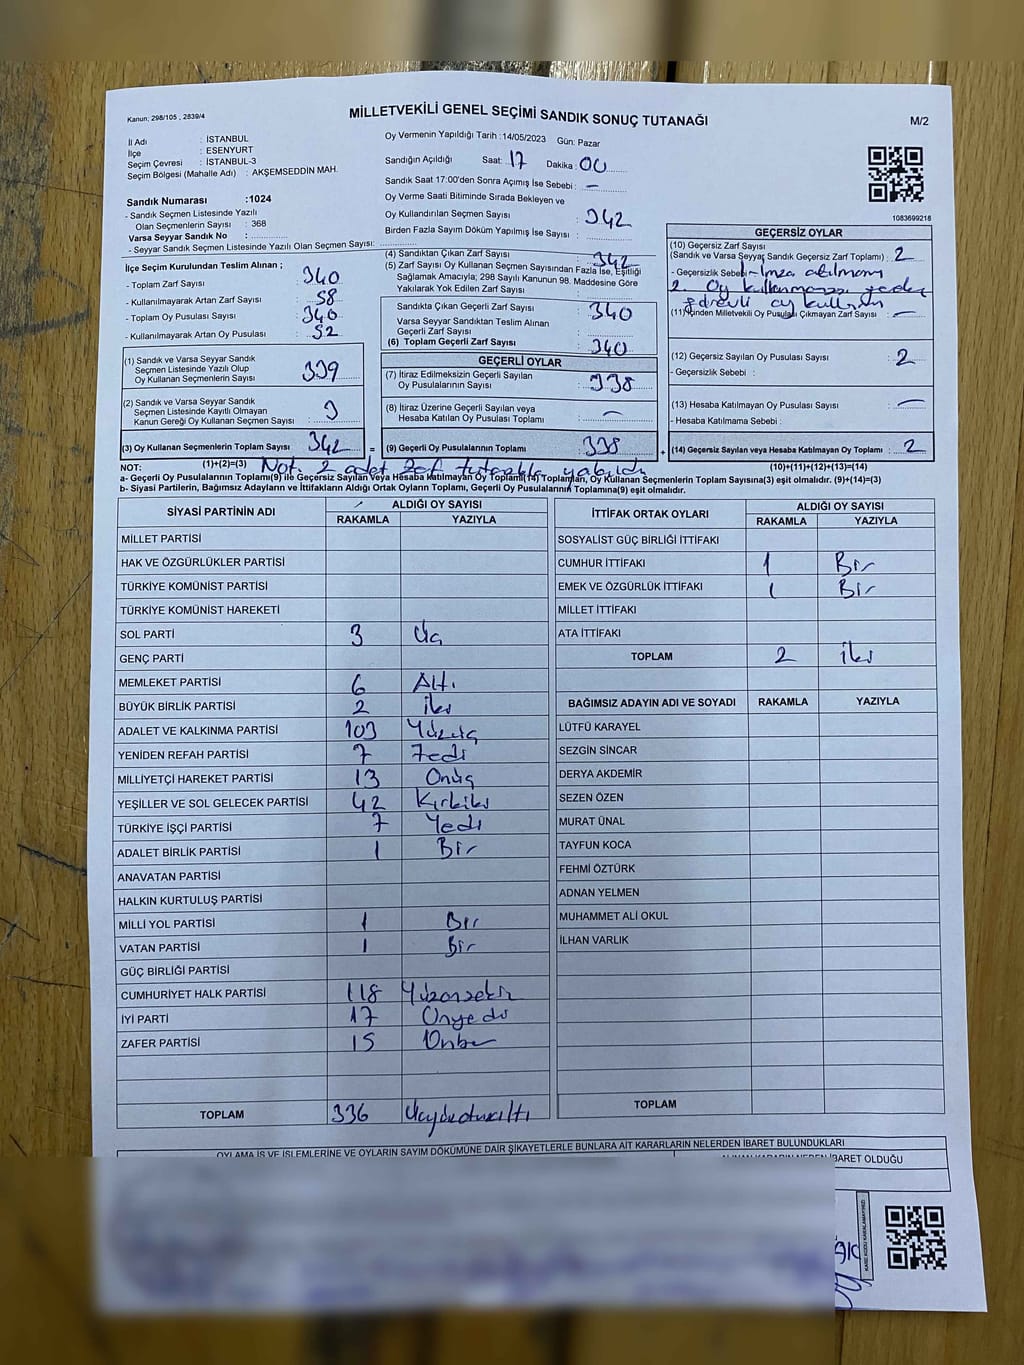 Kanun: 298/105 , 2839/4
MİLLETVEKİLİ GENEL SEÇİMİ SANDIK SONUÇ TUTANAĞI
M/2
İl Adı : İSTANBUL
İlçe : ESENYURT
Seçim Çevresi : İSTANBUL-3
Seçim Bölgesi (Mahalle Adı) : AKŞEMSEDDİN MAH.
Sandık Numarası :1024
- Sandık Seçmen Listesinde Yazılı
Olan Seçmenlerin Sayısı : 368
Varsa Seyyar Sandık No :
- Seyyar Sandık Seçmen Listesinde Yazılı Olan Seçmen Sayısı:
Oy Vermenin Yapıldığı Tarih :14/05/2023 Gün: Pazar
Sandığın Açıldığı Saat: 17 Dakika :00
Sandık Saat 17:00'den Sonra Açımış İse Sebebi : –
Oy Verme Saati Bitiminde Sırada Bekleyen ve
Oy Kullandırılan Seçmen Sayısı : 342
Birden Fazla Sayım Döküm Yapılmış İse Sayısı :
1083699218
İlçe Seçim Kurulundan Teslim Alınan ;
- Toplam Zarf Sayısı : 340
- Kullanılmayarak Artan Zarf Sayısı : 58
- Toplam Oy Pusulası Sayısı : 340
- Kullanılmayarak Artan Oy Pusulası : 52
(1) Sandık ve Varsa Seyyar Sandık
Seçmen Listesinde Yazılı Olup
Oy Kullanan Seçmenlerin Sayısı : 339
(2) Sandık ve Varsa Seyyar Sandık
Seçmen Listesinde Kayıtlı Olmayan
Kanun Gereği Oy Kullanan Seçmen Sayısı : 3
(3) Oy Kullanan Seçmenlerin Toplam Sayısı : 342 =
(4) Sandıktan Çıkan Zarf Sayısı : 342
(5) Zarf Sayısı Oy Kullanan Seçmen Sayısından Fazla İse, Eşitliği
Sağlamak Amacıyla; 298 Sayılı Kanunun 98. Maddesine Göre
Yakılarak Yok Edilen Zarf Sayısı :
Sandıkta Çıkan Geçerli Zarf Sayısı : 340
Varsa Seyyar Sandıktan Teslim Alınan
Geçerli Zarf Sayısı :
(6) Toplam Geçerli Zarf Sayısı : 340
GEÇERLİ OYLAR
(7) İtiraz Edilmeksizin Geçerli Sayılan
Oy Pusulalarının Sayısı : 338
(8) İtiraz Üzerine Geçerli Sayılan veya
Hesaba Katılan Oy Pusulası Toplamı : –
(9) Geçerli Oy Pusulalarının Toplamı : 338 +
GEÇERSİZ OYLAR
(10) Geçersiz Zarf Sayısı
(Sandık ve Varsa Seyyar Sandık Geçersiz Zarf Toplamı) : 2
- Geçersizlik Sebebi : 1- İmza atılmamı
2. Oy kullanmaması
görevli oy
(11) İçinden Milletvekili Oy Pusulası Çıkmayan Zarf Sayısı : –
(12) Geçersiz Sayılan Oy Pusulası Sayısı : 2
- Geçersizlik Sebebi :
(13) Hesaba Katılmayan Oy Pusulası Sayısı : –
- Hesaba Katılmama Sebebi :
(14) Geçersiz Sayılan veya Hesaba Katılmayan Oy Toplamı : 2
NOT: (1)+(2)=(3) Not: 2 adet zarf tutanakla yakıldı (10)+(11)+(12)+(13)=(14)
a- Geçerli Oy Pusulalarının Toplamı(9) ile Geçersiz Sayılan veya Hesaba Katılmayan Oy Toplamı(14) Toplamları, Oy Kullanan Seçmenlerin Toplam Sayısına(3) eşit olmalıdır. (9)+(14)=(3)
b- Siyasi Partilerin, Bağımsız Adayların ve İttifakların Aldığı Ortak Oyların Toplamı, Geçerli Oy Pusulalarının Toplamına(9) eşit olmalıdır.
SİYASİ PARTİNİN ADI
ALDIĞI OY SAYISI
RAKAMLA YAZIYLA
MİLLET PARTİSİ
HAK VE ÖZGÜRLÜKLER PARTİSİ
TÜRKİYE KOMÜNİST PARTİSİ
TÜRKİYE KOMÜNİST HAREKETİ
SOL PARTİ 3 Üç
GENÇ PARTİ
MEMLEKET PARTİSİ 6 Altı
BÜYÜK BİRLİK PARTİSİ 2 iki
ADALET VE KALKINMA PARTİSİ 103 Yüzüç
YENİDEN REFAH PARTİSİ 7 Yedi
MİLLİYETÇİ HAREKET PARTİSİ 13 Onüç
YEŞİLLER VE SOL GELECEK PARTİSİ 42 Kırkiki
TÜRKİYE İŞÇİ PARTİSİ 7 Yedi
ADALET BİRLİK PARTİSİ 1 Bir
ANAVATAN PARTİSİ
HALKIN KURTULUŞ PARTİSİ
MİLLİ YOL PARTİSİ 1 Bir
VATAN PARTİSİ 1 Bir
GÜÇ BİRLİĞİ PARTİSİ
CUMHURİYET HALK PARTİSİ 118 Yüzonsekiz
İYİ PARTİ 17 Onyedi
ZAFER PARTİSİ 15 Onbeş
TOPLAM 336 Üçyüzotuzaltı
İTTİFAK ORTAK OYLARI
ALDIĞI OY SAYISI
RAKAMLA YAZIYLA
SOSYALİST GÜÇ BİRLİĞİ İTTİFAKI
CUMHUR İTTİFAKI 1 Bir
EMEK VE ÖZGÜRLÜK İTTİFAKI 1 Bir
MİLLET İTTİFAKI
ATA İTTİFAKI
TOPLAM 2 iki
BAĞIMSIZ ADAYIN ADI VE SOYADI RAKAMLA YAZIYLA
LÜTFÜ KARAYEL
SEZGİN SİNCAR
DERYA AKDEMİR
SEZEN ÖZEN
MURAT ÜNAL
TAYFUN KOCA
FEHMİ ÖZTÜRK
ADNAN YELMEN
MUHAMMET ALİ OKUL
İLHAN VARLIK
TOPLAM
OYLAMA İŞ VE İŞLEMLERİNE VE OYLARIN SAYIM DÖKÜMÜNE DAİR ŞİKAYETLERLE BUNLARA AİT KARARLARIN NELERDEN İBARET BULUNDUKLARI
İBARET OLDUĞU
KARE KODU KARALAMAYINIZ!